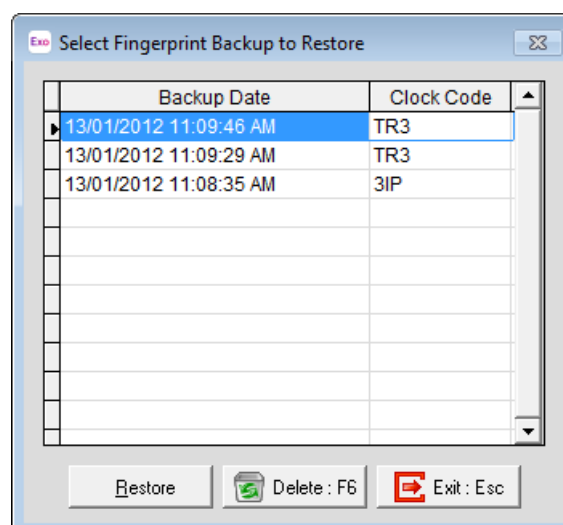 Exo Select Fingerprint Backup to Restore
Backup Date Clock Code
13/01/2012 11:09:46 AM TR3
13/01/2012 11:09:29 AM TR3
13/01/2012 11:08:35 AM 3IP
Restore Delete : F6 Exit : Esc